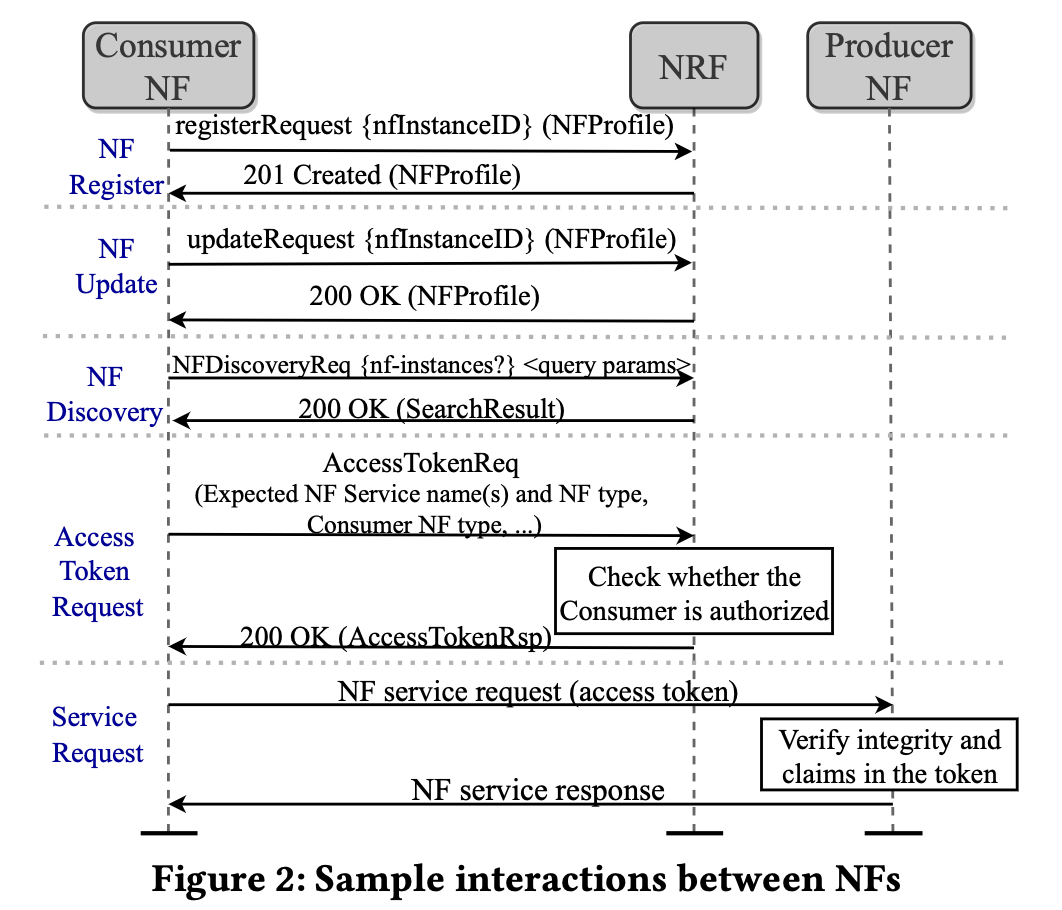 Consumer
NF
NRF
Producer
NF
NF
Register
registerRequest {nfInstanceID} (NFProfile)
201 Created (NFProfile)
NF
Update
updateRequest {nfInstanceID} (NFProfile)
200 OK (NFProfile)
NF
Discovery
NFDiscoveryReq {nf-instances?} <query params>
200 OK (SearchResult)
Access
Token
Request
AccessTokenReq
(Expected NF Service name(s) and NF type,
Consumer NF type, ...)
Check whether the
Consumer is authorized
200 OK (AccessTokenRsp)
Service
Request
NF service request (access token)
Verify integrity and
claims in the token
NF service response
Figure 2: Sample interactions between NFs